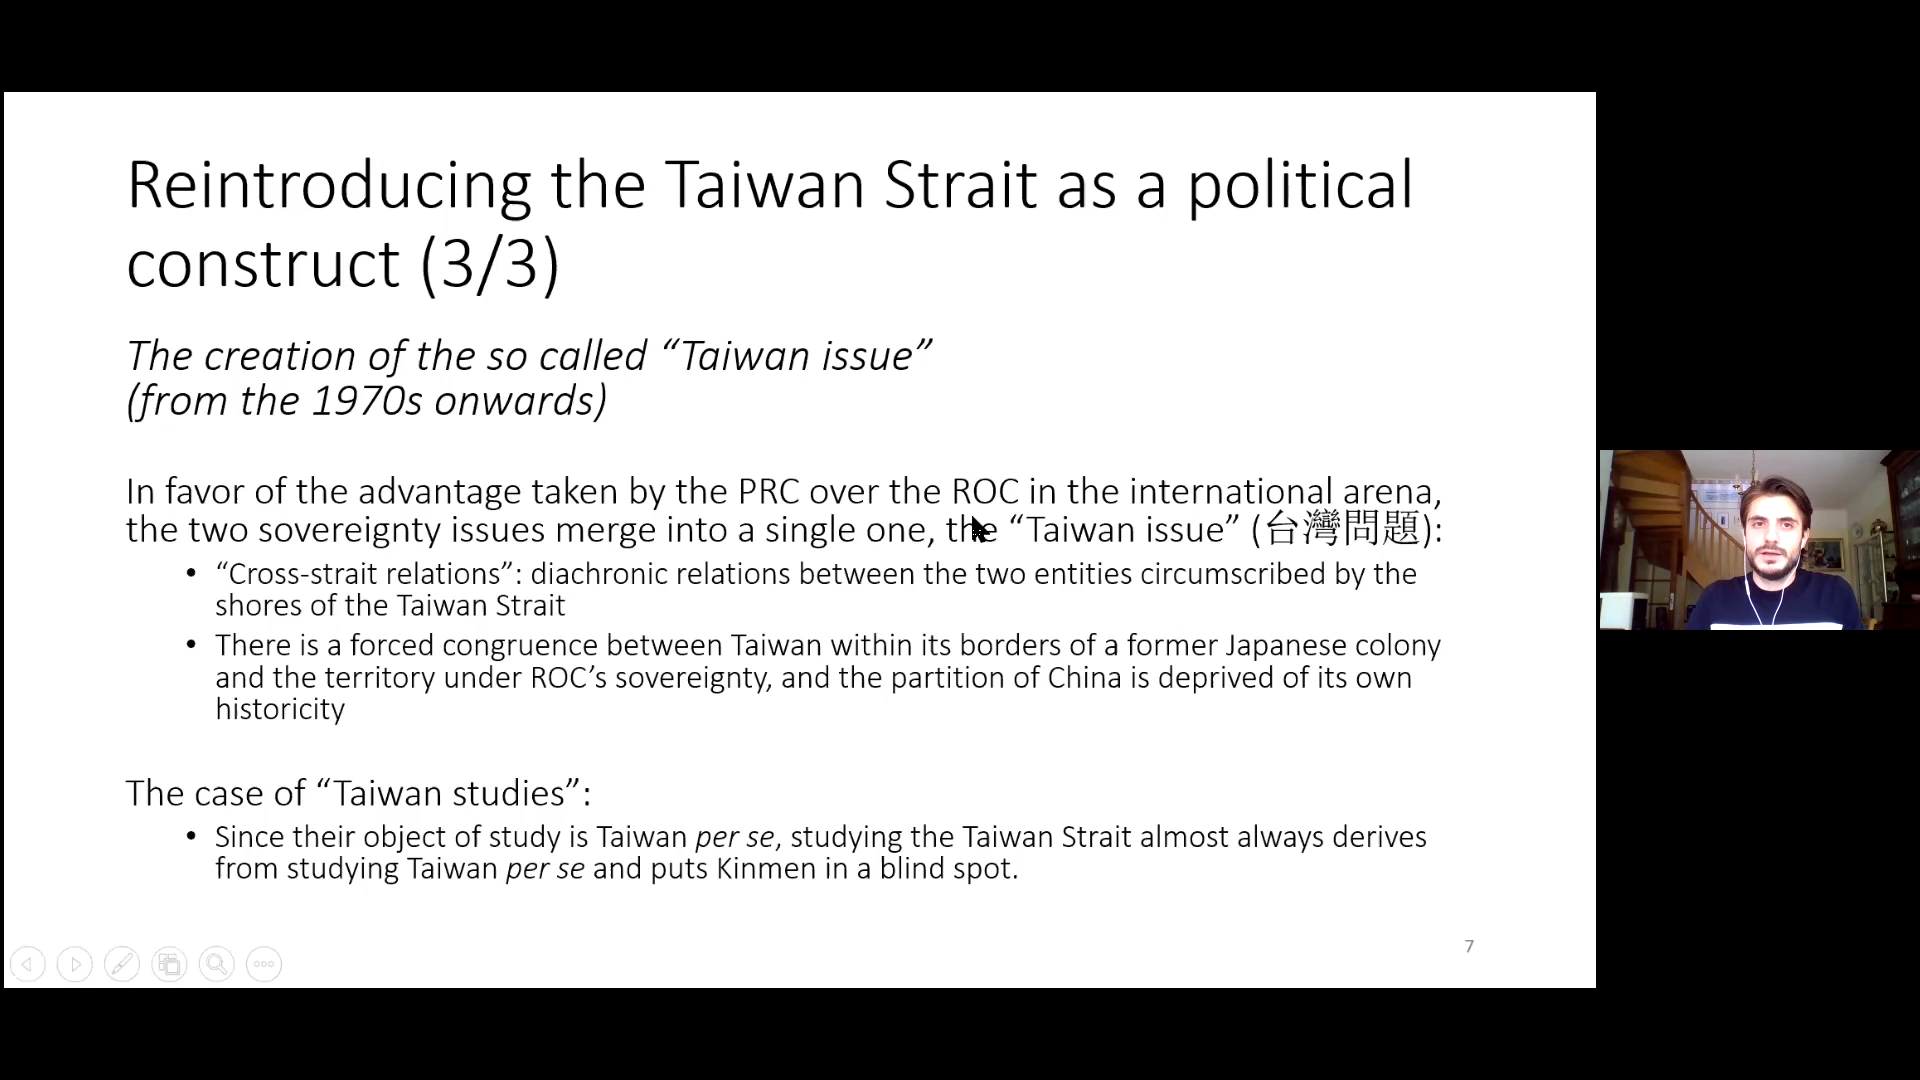 Reintroducing the Taiwan Strait as a political
construct (3/3)
The creation of the so called “Taiwan issue”
(from the 1970s onwards)
In favor of the advantage taken by the PRC over the ROC in the international arena,
the two sovereignty issues merge into a single one, the “Taiwan issue” (台灣問題):
• “Cross-strait relations”: diachronic relations between the two entities circumscribed by the
shores of the Taiwan Strait
• There is a forced congruence between Taiwan within its borders of a former Japanese colony
and the territory under ROC’s sovereignty, and the partition of China is deprived of its own
historicity
The case of “Taiwan studies”:
• Since their object of study is Taiwan per se, studying the Taiwan Strait almost always derives
from studying Taiwan per se and puts Kinmen in a blind spot.
7